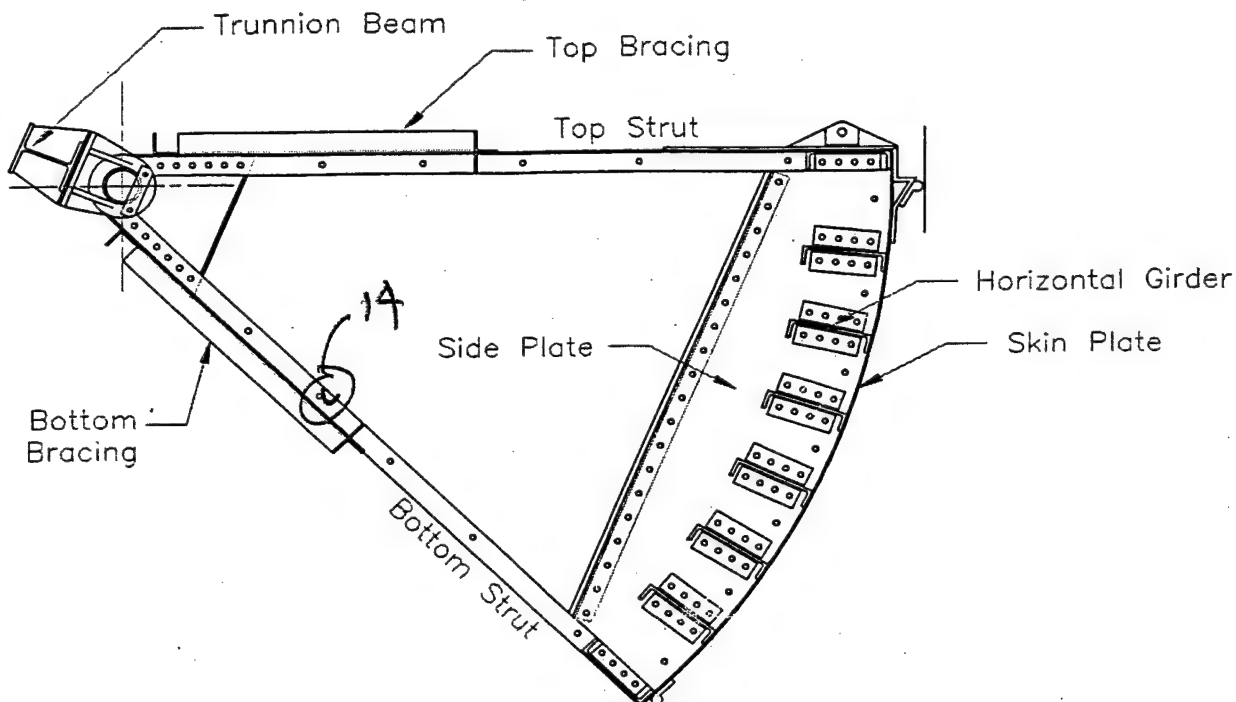 Trunnion Beam
Top Bracing
Top Strut
14
Horizontal Girder
Side Plate
Skin Plate
Bottom
Bracing
Bottom Strut